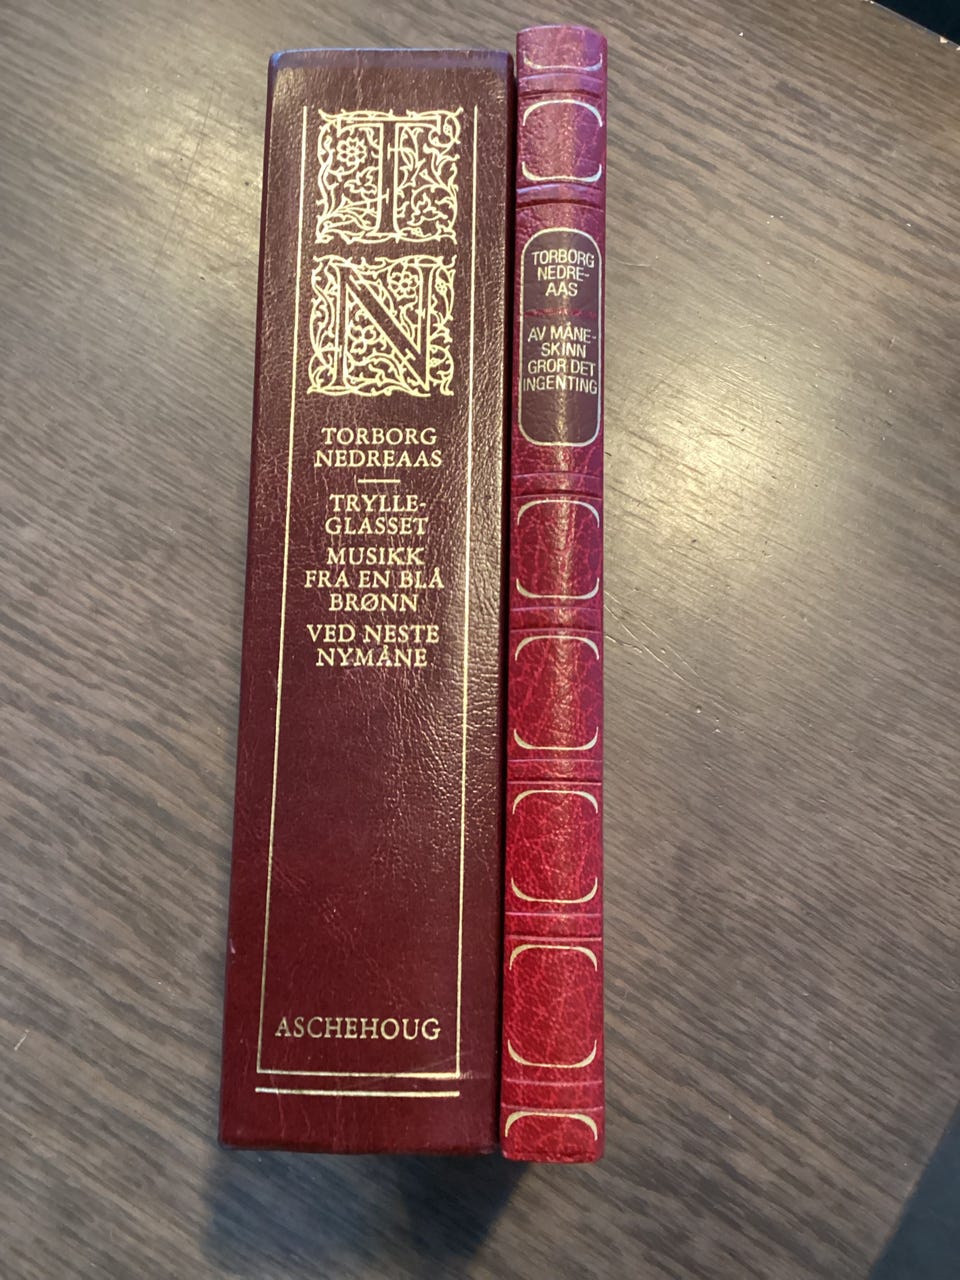 T
N
TORBORG
NEDREAAS
TRYLLE-
GLASSET
MUSIKK
FRA EN BLÅ
BRØNN
VED NESTE
NYMÅNE
ASCHEHOUG
TORBORG
NEDRE-
AAS
AV MÅNE-
SKINN
GROR DET
INGENTING